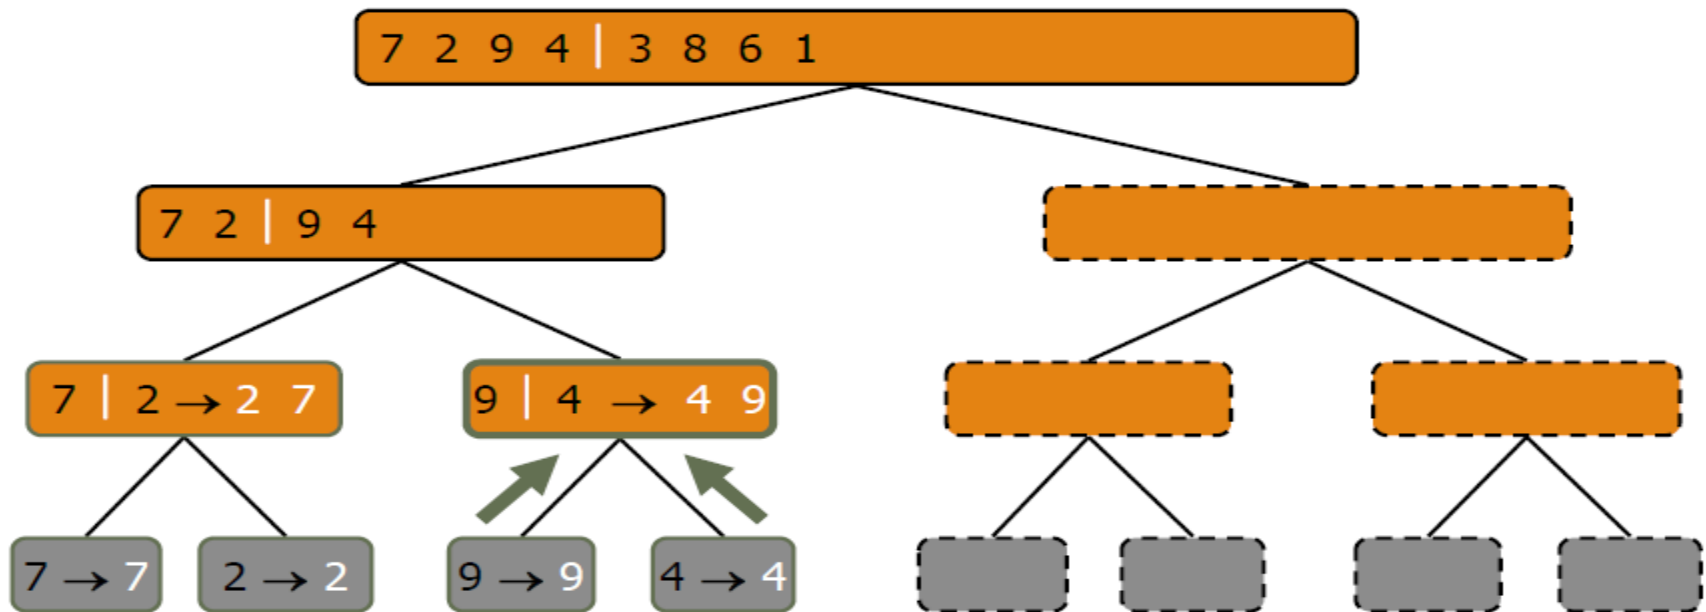 7 2 9 4 | 3 8 6 1
7 2 | 9 4
7 | 2 → 2 7
9 | 4 → 4 9
7 → 7
2 → 2
9 → 9
4 → 4